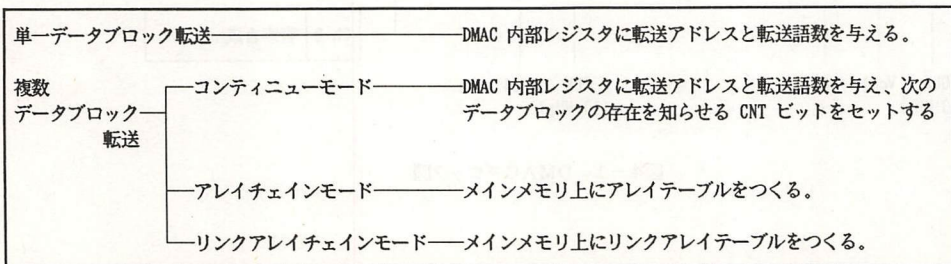 単一データブロック転送 DMAC 内部レジスタに転送アドレスと転送語数を与える。
複数
データブロック
転送
コンティニューモード DMAC 内部レジスタに転送アドレスと転送語数を与え、次の
データブロックの存在を知らせる CNT ビットをセットする
アレイチェインモード メインメモリ上にアレイテーブルをつくる。
リンクアレイチェインモード メインメモリ上にリンクアレイテーブルをつくる。